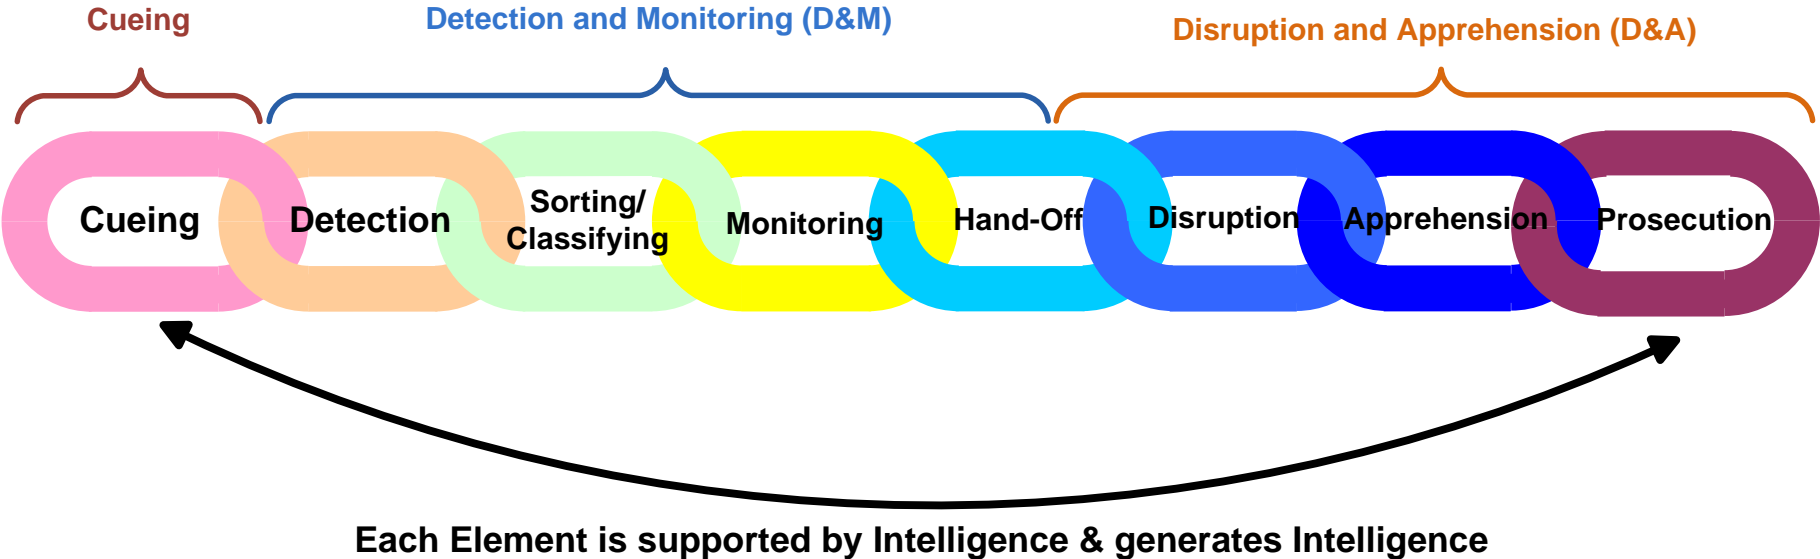 Cueing
Detection and Monitoring (D&M)
Disruption and Apprehension (D&A)
Cueing
Detection
Sorting/
Classifying
Monitoring
Hand-Off
Disruption
Apprehension
Prosecution
Each Element is supported by Intelligence & generates Intelligence